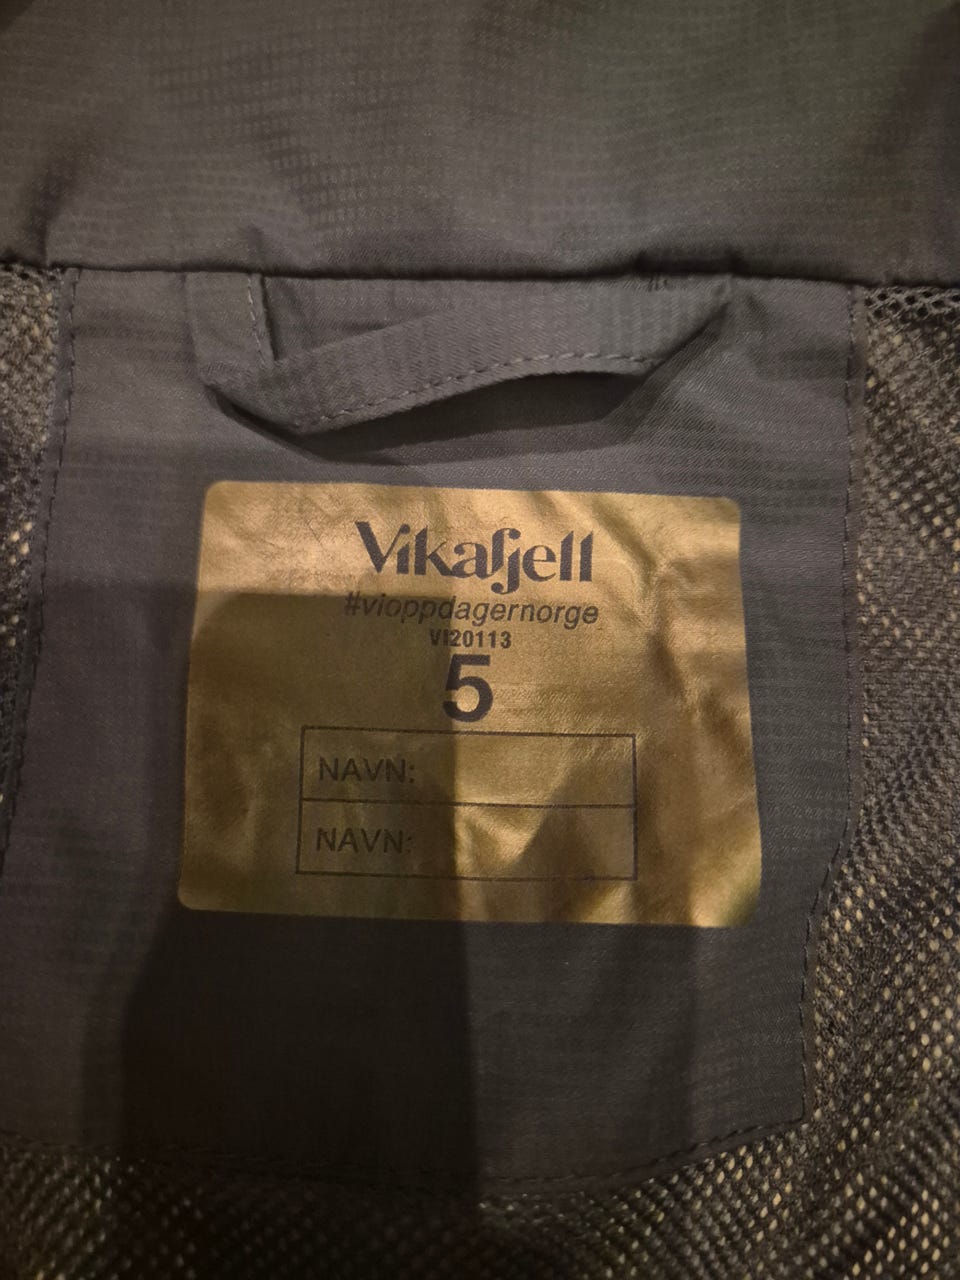 Vikafjell
#vioppdagernorge
VI20113
5
NAVN:
NAVN: